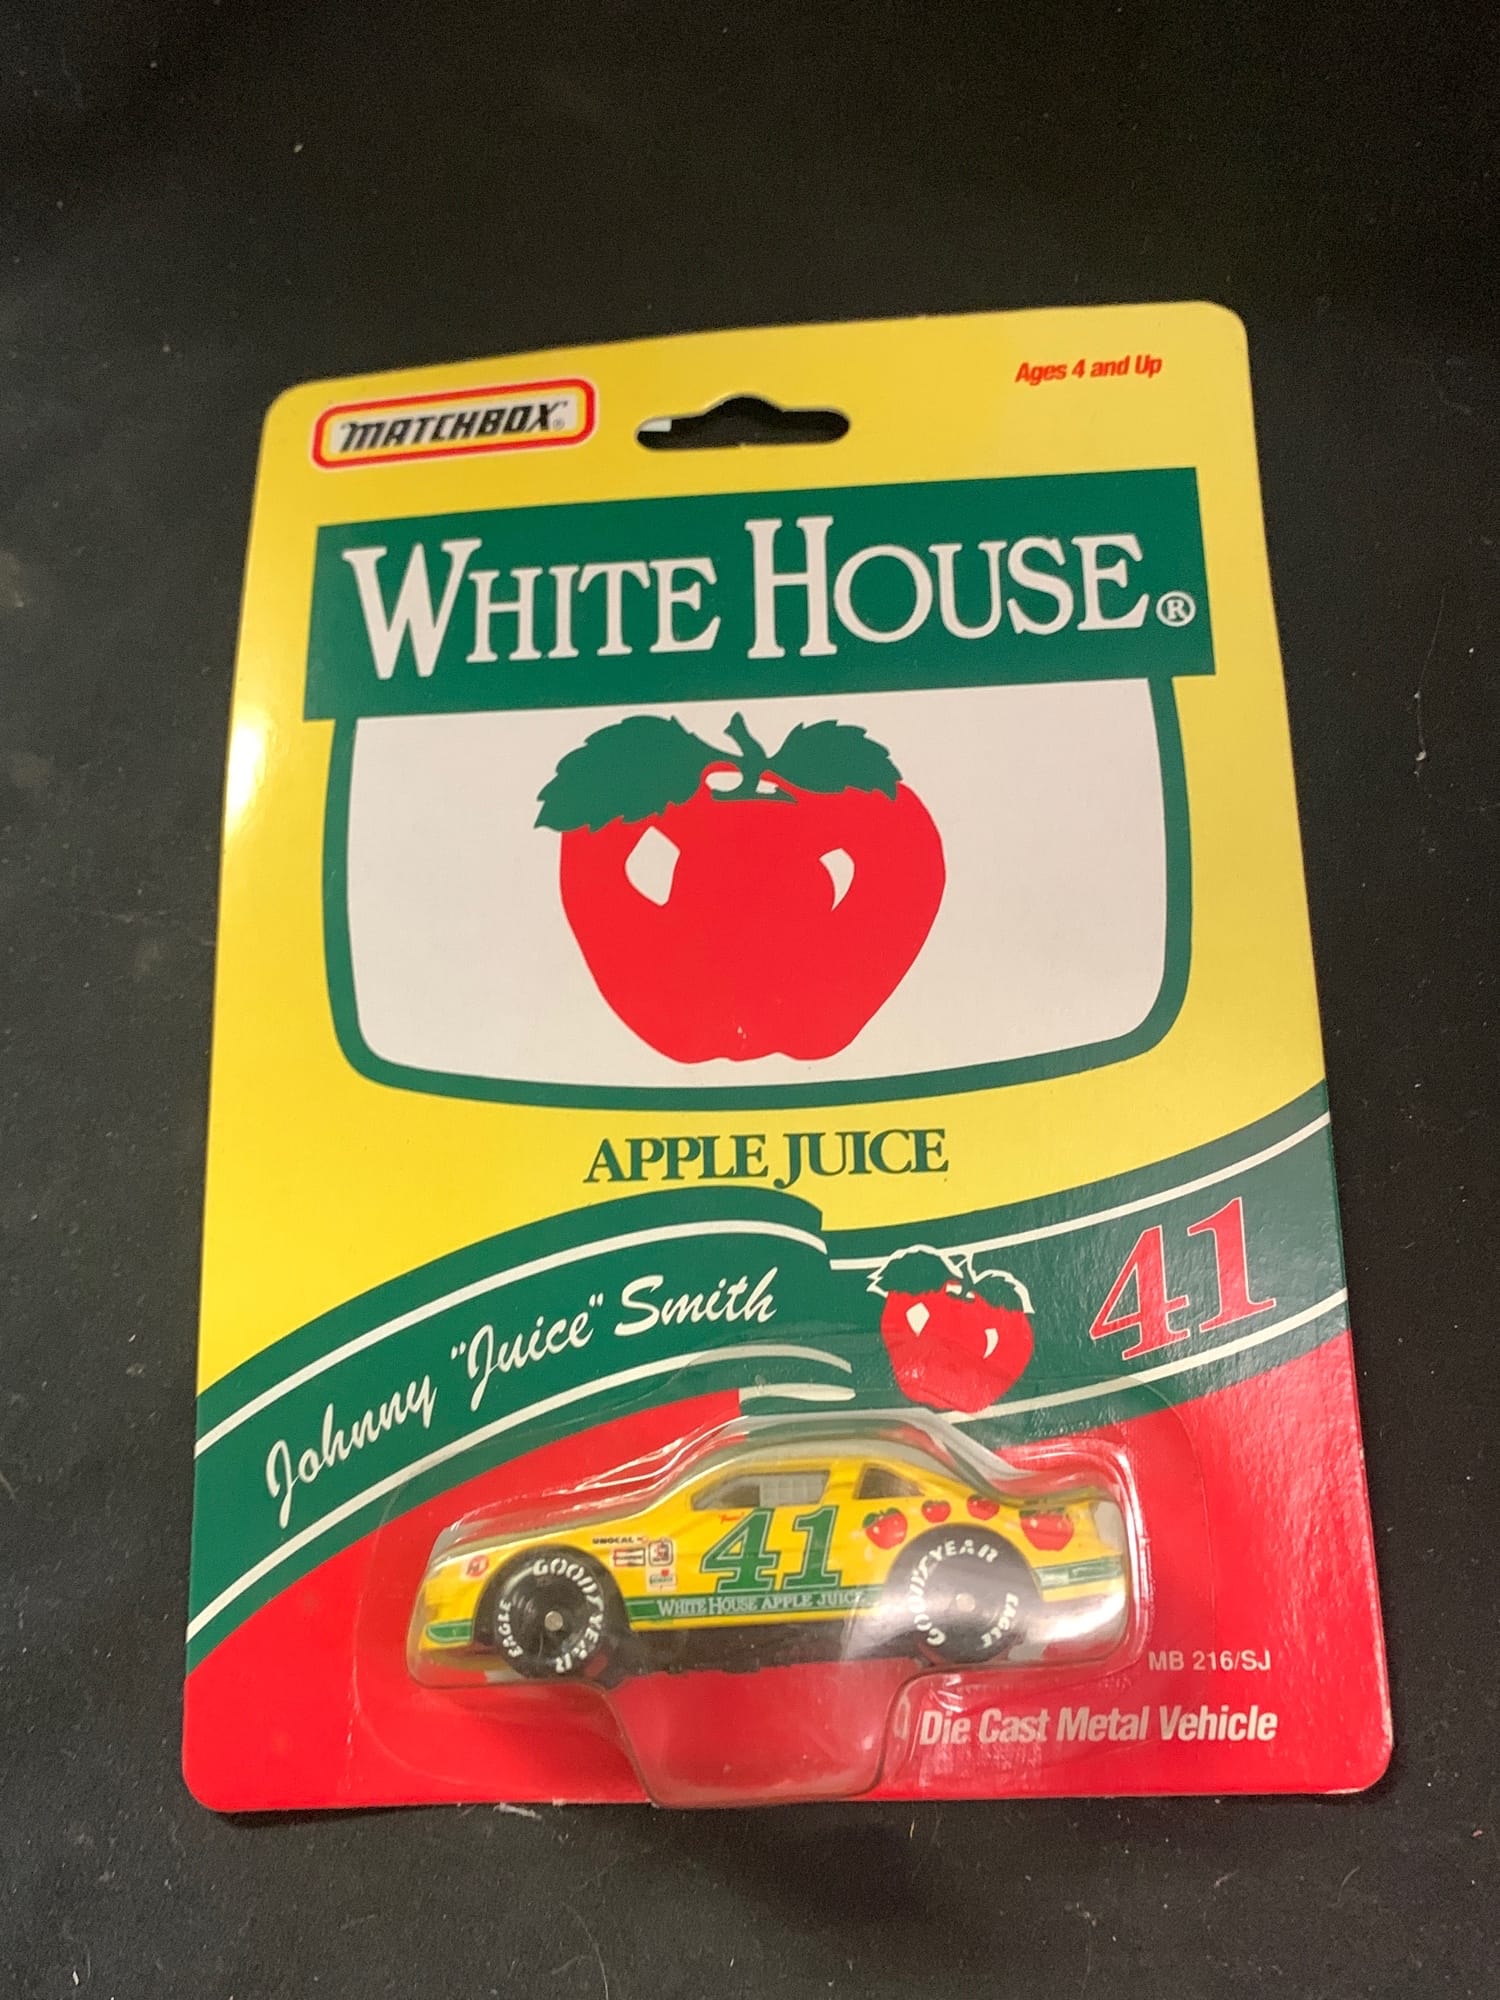 MATCHBOX®
Ages 4 and Up
WHITE HOUSE®
APPLE JUICE
Johnny "Juice" Smith
41
UNOCAL
41
GOODYEAR
EAGLE
GOODYEAR
EAGLE
WHITE HOUSE APPLE JUICE
MB 216/SJ
Die Cast Metal Vehicle